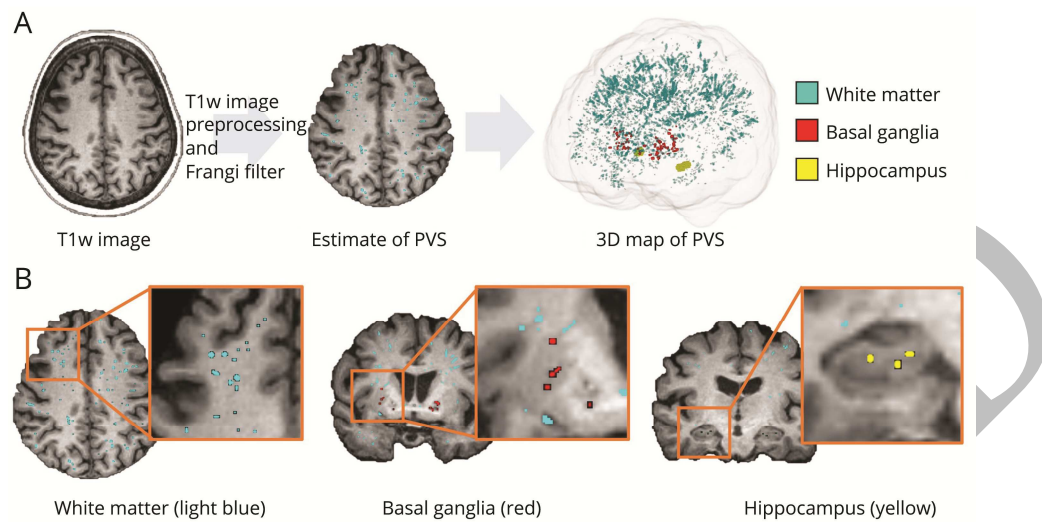 A
T1w image
preprocessing
and
Frangi filter
White matter
Basal ganglia
Hippocampus
T1w image
Estimate of PVS
3D map of PVS
B
White matter (light blue)
Basal ganglia (red)
Hippocampus (yellow)